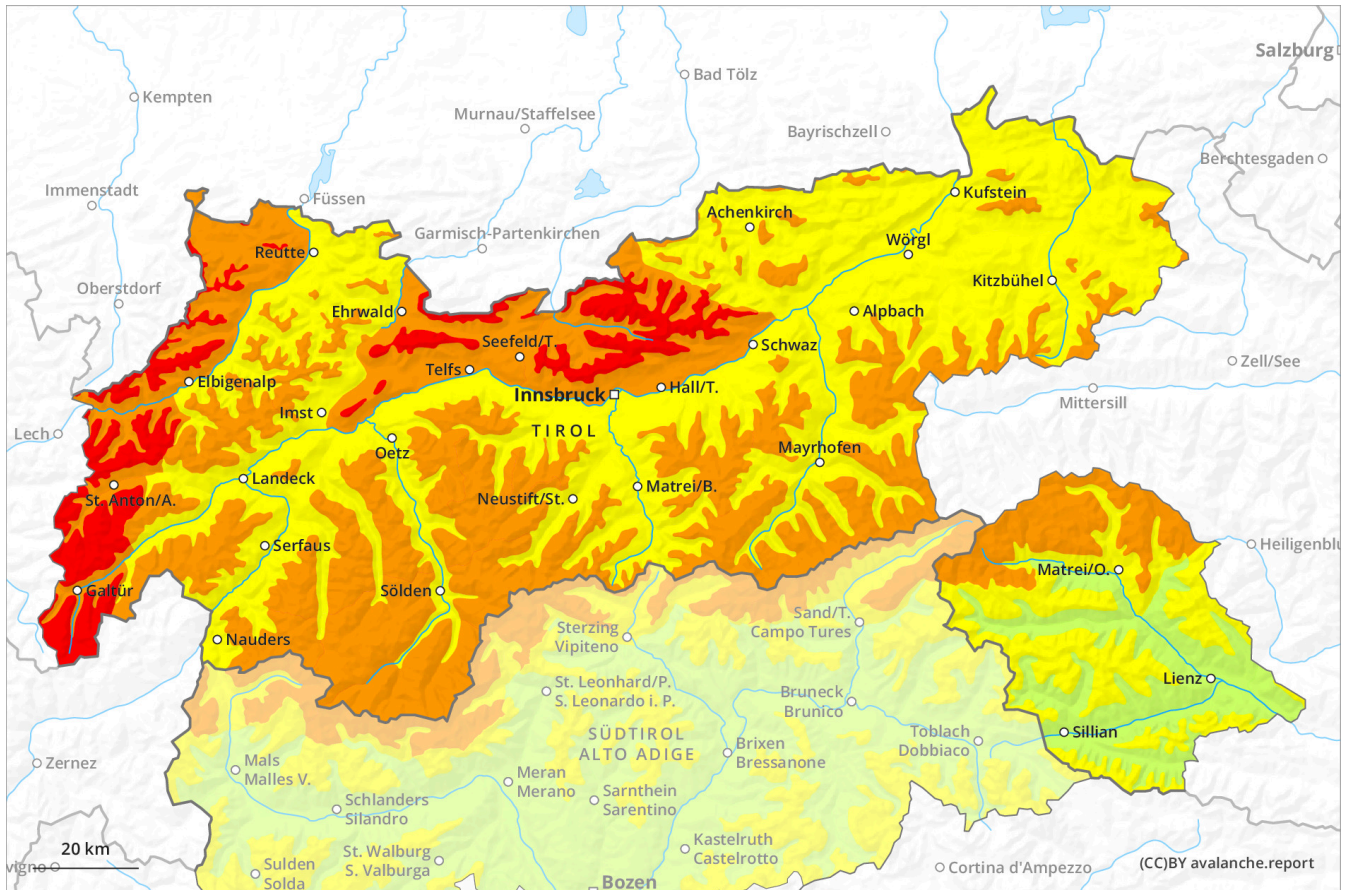 Salzburg
Bad Tölz
Kempten
Murnau/Staffelsee
Bayrischzell
Berchtesgaden
Immenstadt
Füssen
Kufstein
Achenkirch
Garmisch-Partenkirchen
Reutte
Wörgl
Oberstdorf
Kitzbühel
Ehrwald
Alpbach
Seefeld/T.
Schwaz
Zell/See
Telfs
Elbigenalp
Hall/T.
Innsbruck
Mittersill
Imst
Lech
TIROL
Oetz
Mayrhofen
Landeck
Matrei/B.
St. Anton/A.
Neustift/St.
Serfaus
Heiligenblu
Matrei/O.
Galtür
Sölden
Sand/T.
Campo Tures
Nauders
Sterzing
Vipiteno
Lienz
St. Leonhard/P.
S. Leonardo i. P.
Bruneck
Brunico
Sillian
SÜDTIROL
ALTO ADIGE
Toblach
Dobbiaco
Brixen
Bressanone
Zernez
Mals
Malles V.
Meran
Merano
Sarnthein
Sarentino
Schlanders
Silandro
Kastelruth
Castelrotto
20 km
St. Walburg
S. Valburga
vigno
Sulden
Solda
Bozen
Cortina d'Ampezzo
(CC)BY avalanche.report